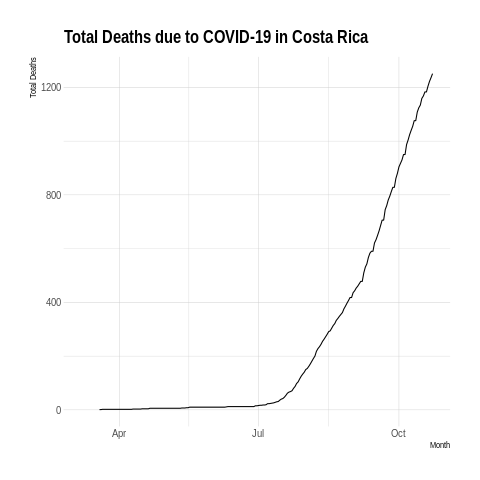 Total Deaths due to COVID-19 in Costa Rica
Total Deaths
1200
800
400
0
Apr
Jul
Oct
Month